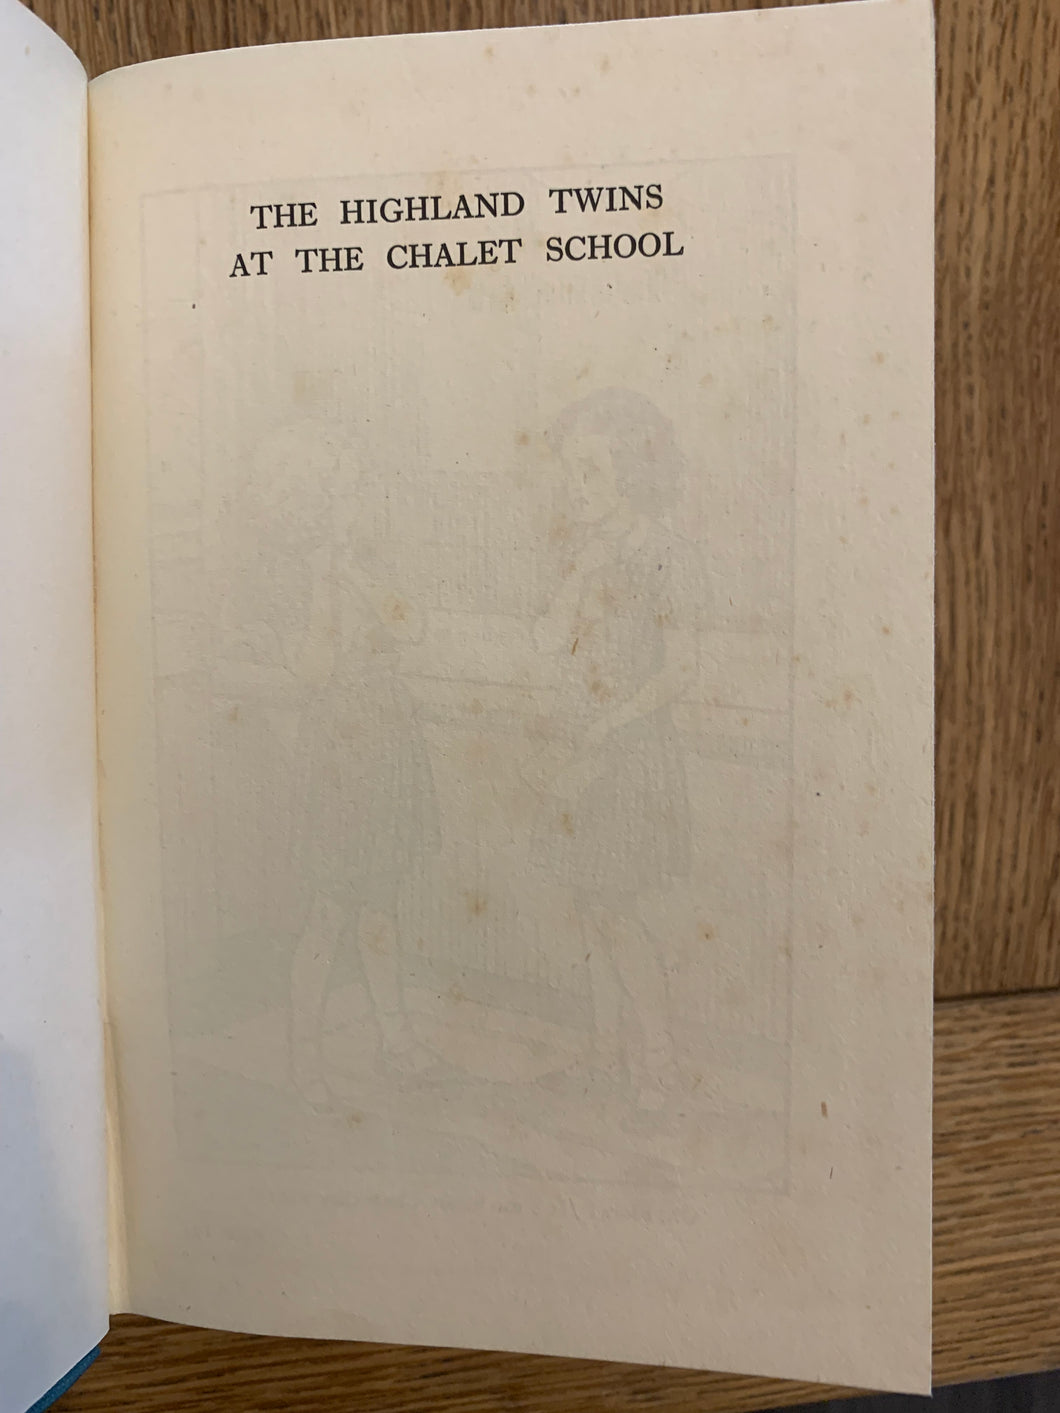 THE HIGHLAND TWINS
AT THE CHALET SCHOOL